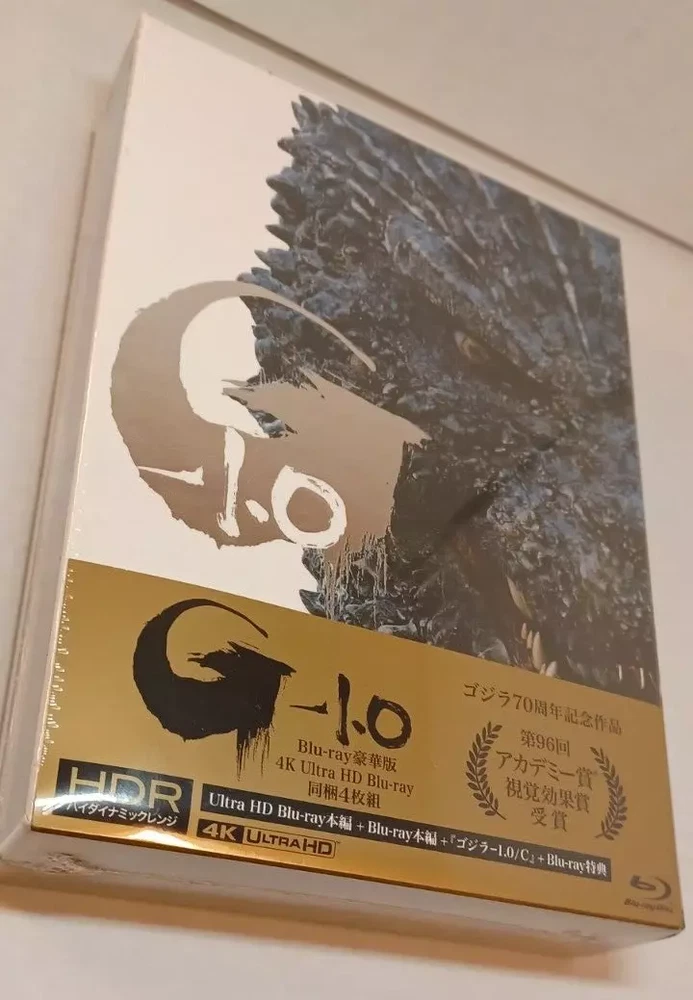 G
-1.0
G -1.0
ゴジラ70周年記念作品
Blu-ray豪華版
4K Ultra HD Blu-ray
同梱4枚組
第96回
アカデミー賞®
視覚効果賞
受賞
HDR
ハイダイナミックレンジ
Ultra HD Blu-ray本編 + Blu-ray本編 +『ゴジラ-1.0/C』+ Blu-ray特典
4K ULTRA HD
Blu-ray Disc